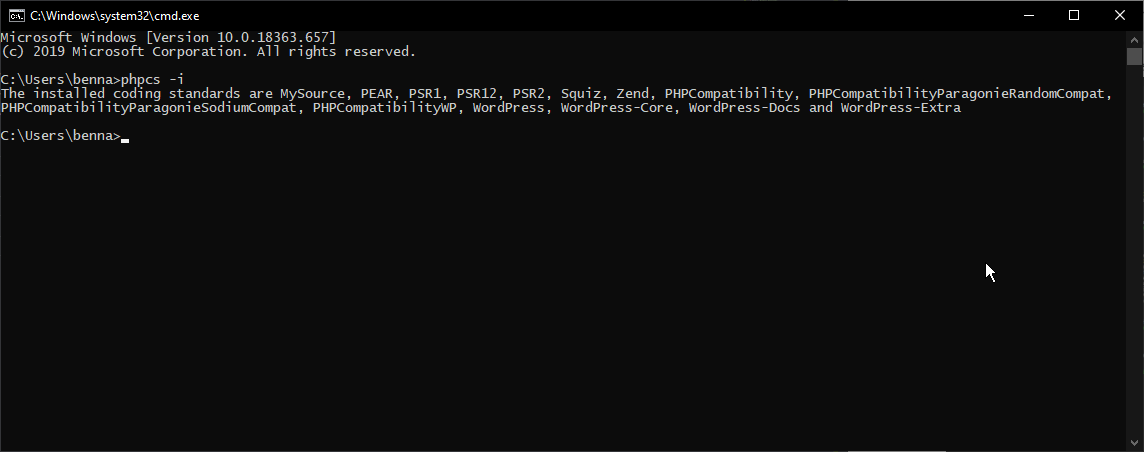 C:\Windows\system32\cmd.exe
Microsoft Windows [Version 10.0.18363.657]
(c) 2019 Microsoft Corporation. All rights reserved.
C:\Users\benna>phpcs -i
The installed coding standards are MySource, PEAR, PSR1, PSR12, PSR2, Squiz, Zend, PHPCompatibility, PHPCompatibilityParagonieRandomCompat,
PHPCompatibilityParagonieSodiumCompat, PHPCompatibilityWP, WordPress, WordPress-Core, WordPress-Docs and WordPress-Extra
C:\Users\benna>